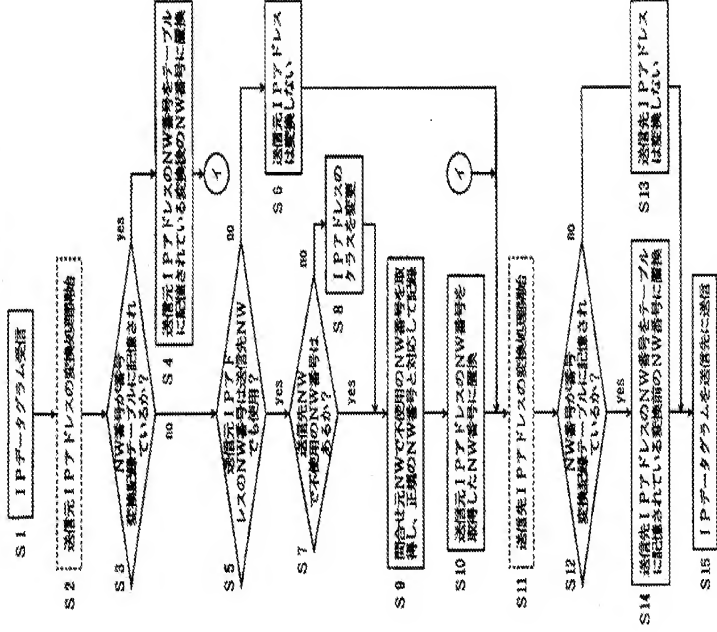 S1
IPデータグラム受信
S2
送信元IPアドレスの変換処理開始
S3
NW番号が番号
変換記録テーブルに記憶され
ているか?
yes
no
S4
送信元IPアドレスのNW番号をテーブル
に記憶されている変換後のNW番号に置換
イ
S5
送信元IPアド
レスのNW番号は送信先NW
でも使用?
no
yes
S6
送信元IPアドレス
は変換しない
S7
送信先NW
で不使用のNW番号は
あるか?
no
yes
S8
IPアドレスの
クラスを変更
S9
問合せ元NWで不使用のNW番号を取
得し、正規のNW番号と対応して記録
S10
送信元IPアドレスのNW番号を
取得したNW番号に置換
イ
S11
送信先IPアドレスの変換処理開始
S12
NW番号が番号
変換記録テーブルに記憶され
ているか?
no
yes
S13
送信先IPアドレス
は変換しない
S14
送信先IPアドレスのNW番号をテーブル
に記憶されている変換前のNW番号に置換
S15
IPデータグラムを送信先に送信